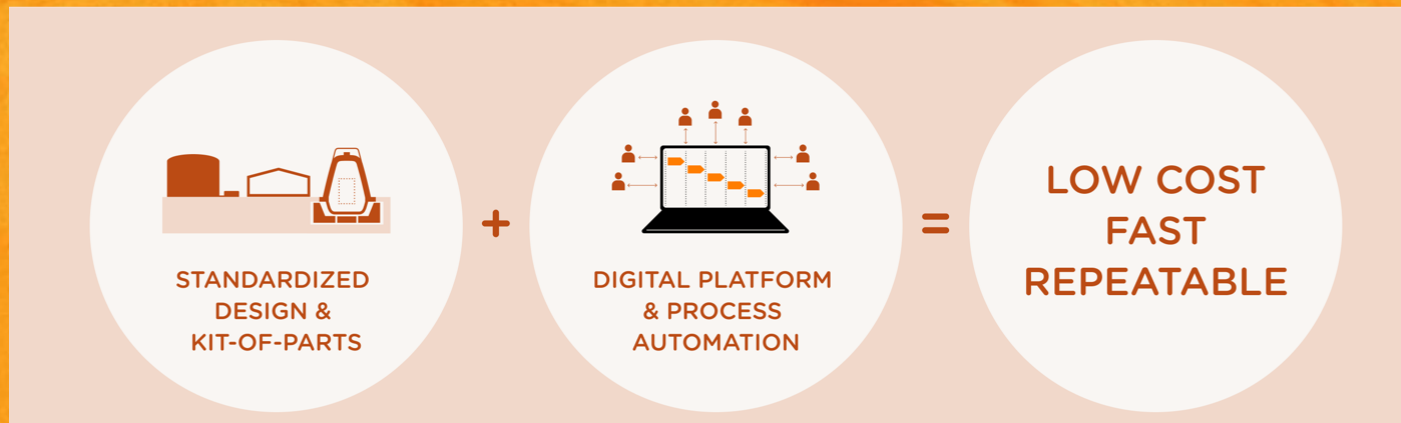 STANDARDIZED
DESIGN &
KIT-OF-PARTS
+
DIGITAL PLATFORM
& PROCESS
AUTOMATION
=
LOW COST
FAST
REPEATABLE